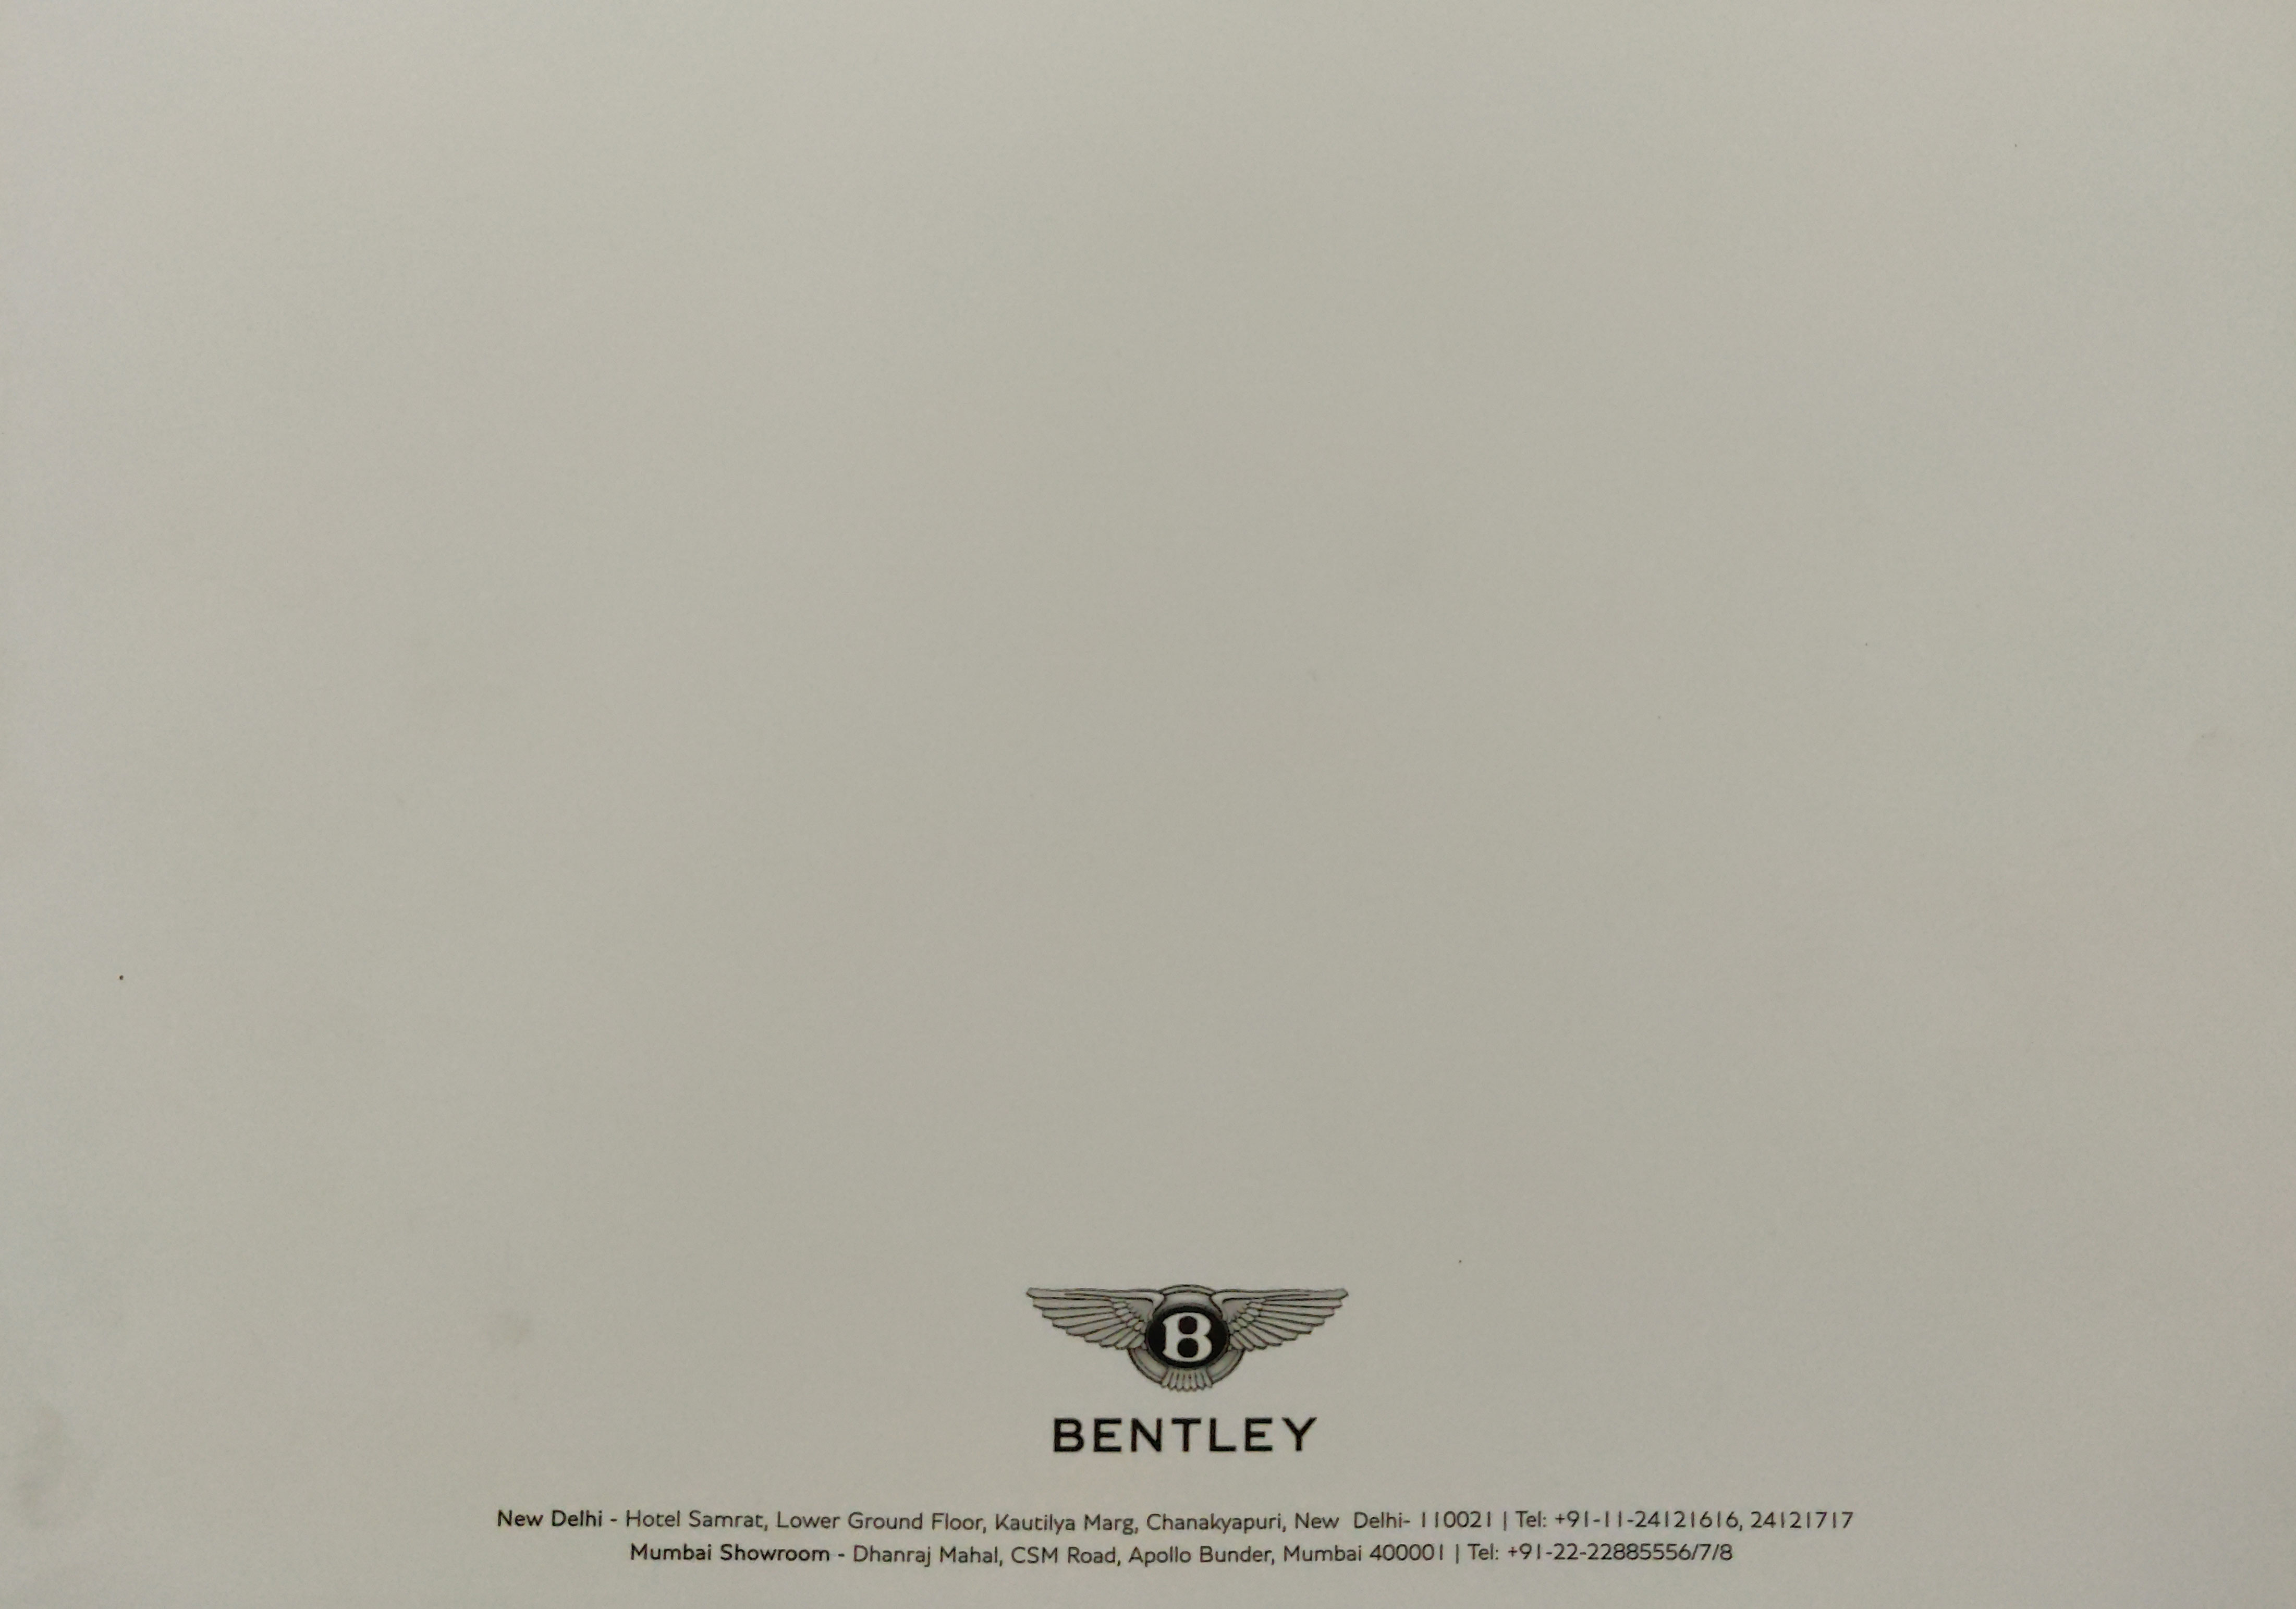 B
BENTLEY
New Delhi - Hotel Samrat, Lower Ground Floor, Kautilya Marg, Chanakyapuri, New Delhi- 110021 | Tel: +91-11-24121616, 24121717
Mumbai Showroom - Dhanraj Mahal, CSM Road, Apollo Bunder, Mumbai 400001 | Tel: +91-22-22885556/7/8